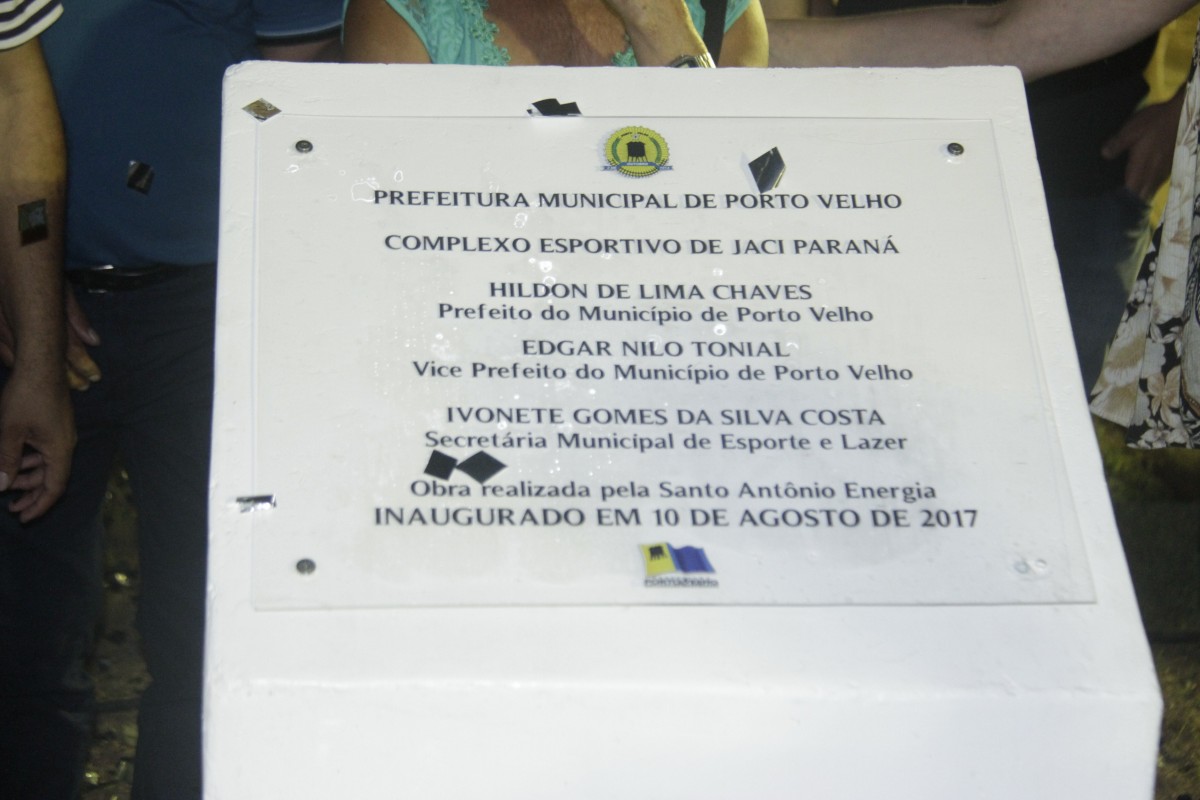 PREFEITURA MUNICIPAL DE PORTO VELHO
COMPLEXO ESPORTIVO DE JACI PARANÁ
HILDON DE LIMA CHAVES
Prefeito do Município de Porto Velho
EDGAR NILO TONIAL
Vice Prefeito do Município de Porto Velho
IVONETE GOMES DA SILVA COSTA
Secretária Municipal de Esporte e Lazer
Obra realizada pela Santo Antônio Energia
INAUGURADO EM 10 DE AGOSTO DE 2017